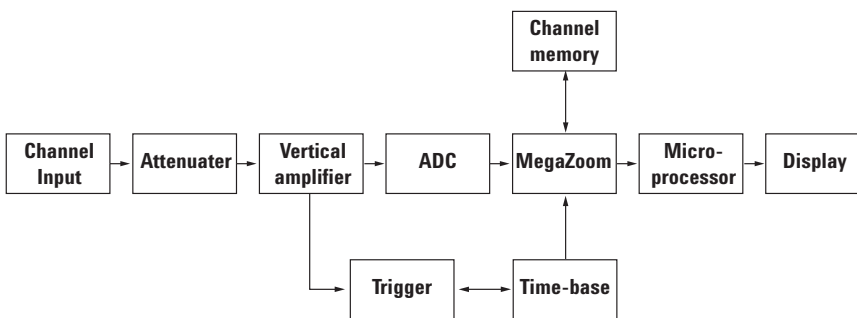 Channel
memory
Channel
Input
Attenuater
Vertical
amplifier
ADC
MegaZoom
Micro-
processor
Display
Trigger
Time-base